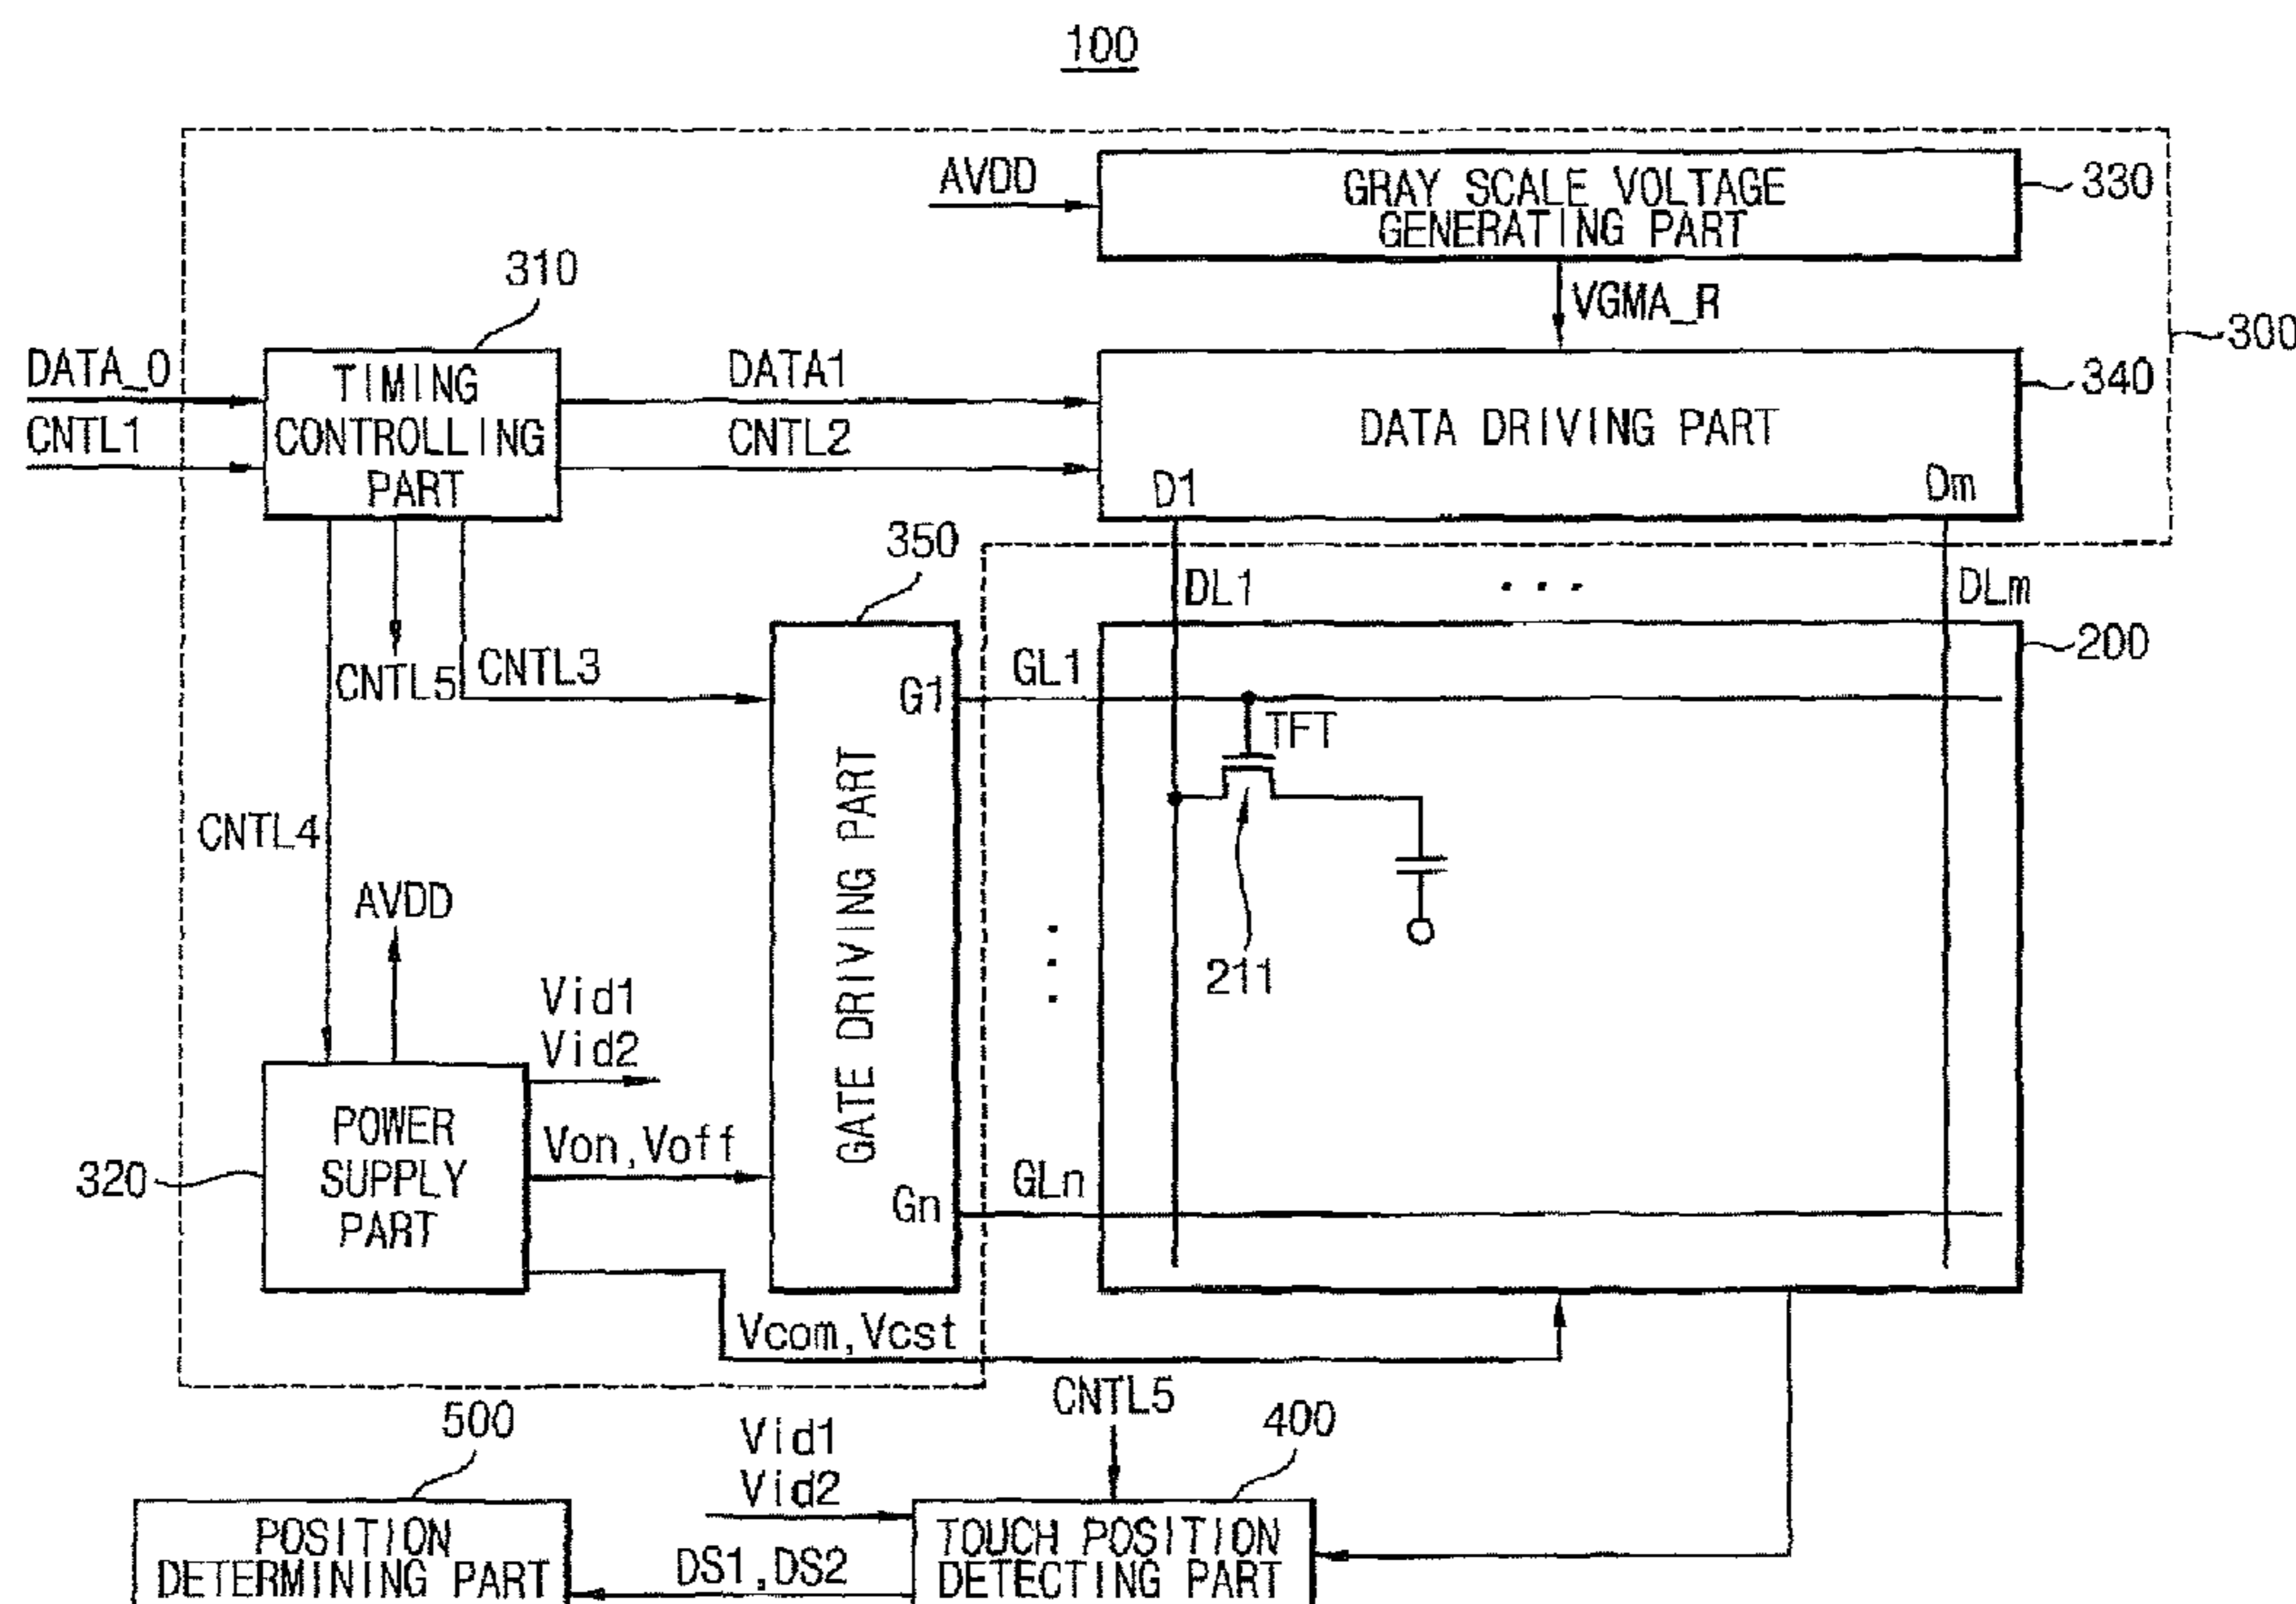 100
AVDD
GRAY SCALE VOLTAGE
GENERATING PART
330
310
VGMA_R
300
DATA_0
CNTL1
TIMING
CONTROLLING
PART
DATA1
CNTL2
340
DATA DRIVING PART
D1
Dm
350
DL1
...
DLm
200
CNTL5
CNTL3
G1
GL1
TFT
GATE DRIVING PART
CNTL4
AVDD
211
Vid1
Vid2
POWER
SUPPLY
PART
320
Von,Voff
Gn
GLn
Vcom,Vcst
CNTL5
500
400
Vid1
Vid2
POSITION
DETERMINING PART
DS1,DS2
TOUCH POSITION
DETECTING PART